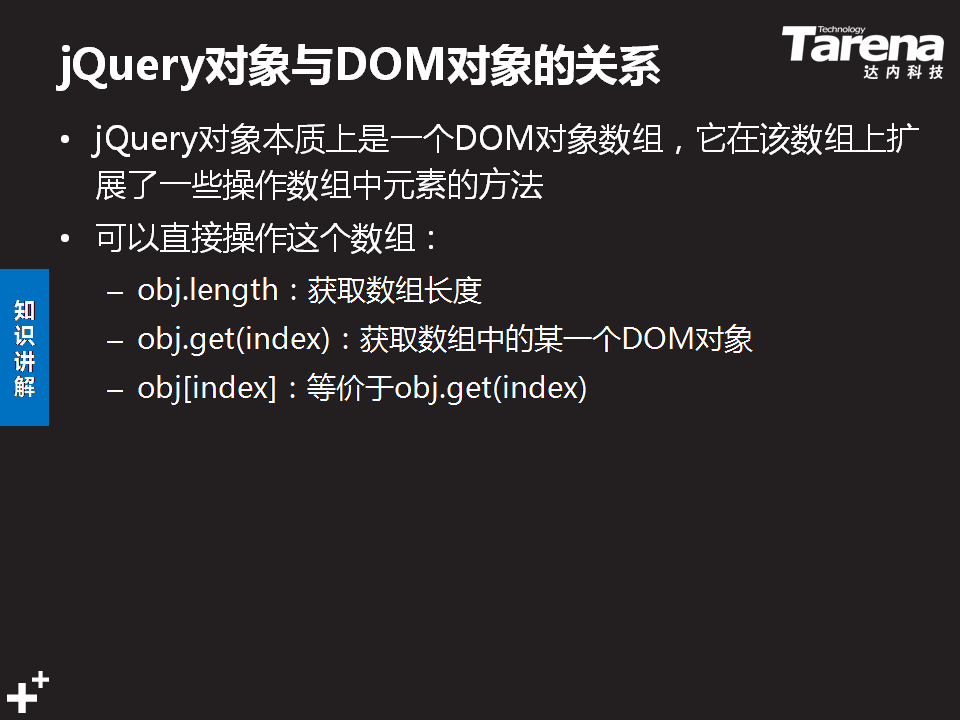 jQuery对象与DOM对象的关系
Technology
Tarena
达内科技
• jQuery对象本质上是一个DOM对象数组，它在该数组上扩
展了一些操作数组中元素的方法
• 可以直接操作这个数组：
– obj.length：获取数组长度
– obj.get(index)：获取数组中的某一个DOM对象
– obj[index]：等价于obj.get(index)
知
识
讲
解